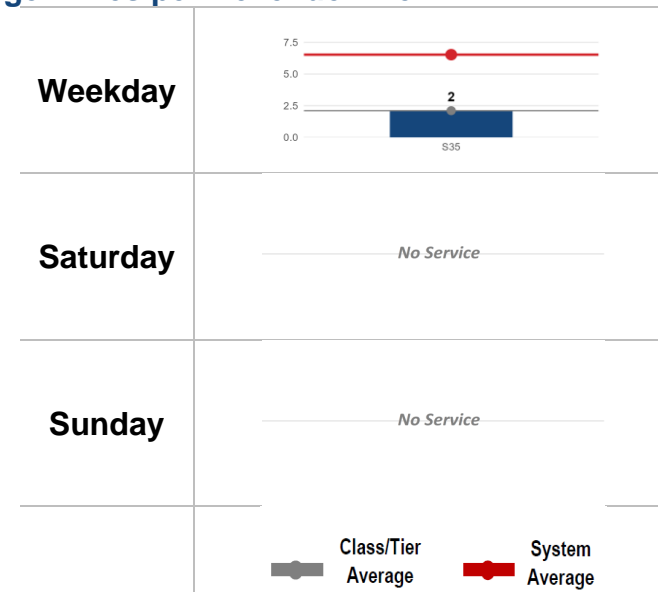 Weekday
7.5
5.0
2.5
0.0
2
S35
Saturday
No Service
Sunday
No Service
Class/Tier
Average
System
Average